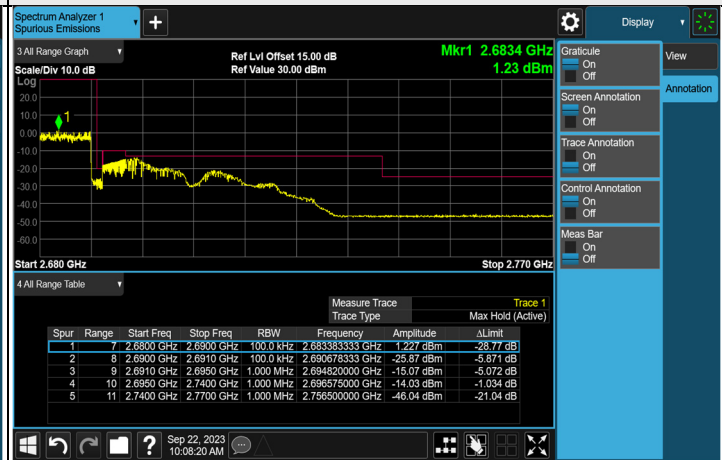 Spectrum Analyzer 1
Spurious Emissions
Display
3 All Range Graph
Ref Lvl Offset 15.00 dB
Mkr1 2.6834 GHz
Scale/Div 10.0 dB
Ref Value 30.00 dBm
1.23 dBm
Log
20.0
10.0
0.00
-10.0
-20.0
-30.0
-40.0
-50.0
-60.0
1
Start 2.680 GHz
Stop 2.770 GHz
4 All Range Table
Measure Trace Trace 1
Trace Type Max Hold (Active)
Spur Range Start Freq Stop Freq RBW Frequency Amplitude ΔLimit
1 7 2.6800 GHz 2.6900 GHz 100.0 kHz 2.683383333 GHz 1.227 dBm -28.77 dB
2 8 2.6900 GHz 2.6910 GHz 100.0 kHz 2.690678333 GHz -25.87 dBm -5.871 dB
3 9 2.6910 GHz 2.6950 GHz 1.000 MHz 2.694820000 GHz -15.07 dBm -5.072 dB
4 10 2.6950 GHz 2.7400 GHz 1.000 MHz 2.696575000 GHz -14.03 dBm -1.034 dB
5 11 2.7400 GHz 2.7700 GHz 1.000 MHz 2.756500000 GHz -46.04 dBm -21.04 dB
?
Sep 22, 2023
10:08:20 AM
Graticule
On
Off
Screen Annotation
On
Off
Trace Annotation
On
Off
Control Annotation
On
Off
Meas Bar
On
Off
View
Annotation